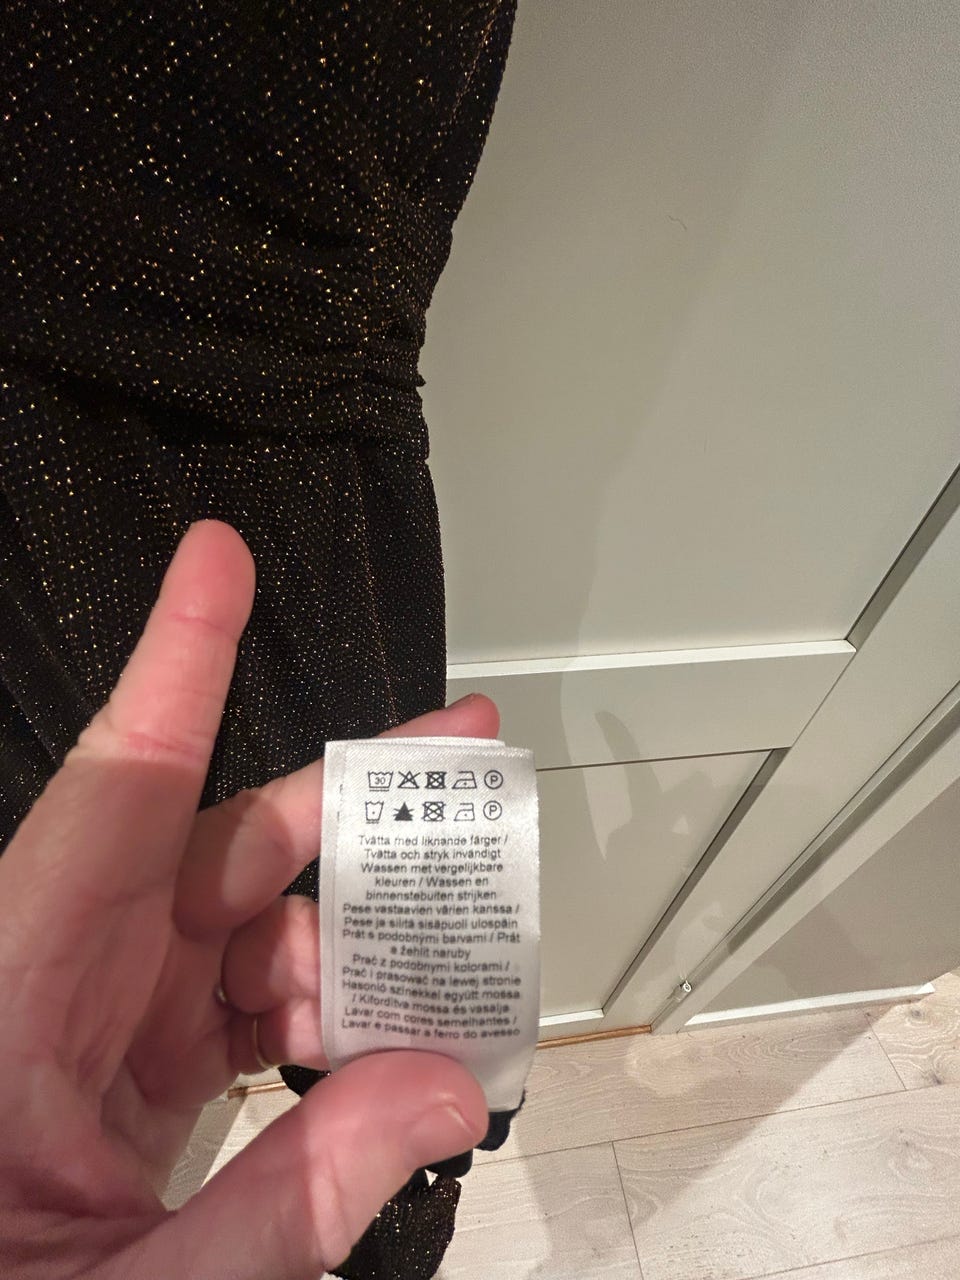 30 P
P
Tvätta med liknande färger /
Tvätta och stryk invändigt
Wassen met vergelijkbare
kleuren / Wassen en
binnenstebuiten strijken
Pese vastaavien värien kanssa /
Pese ja silitä sisäpuoli ulospäin
Prát s podobnými barvami / Prát
a žehlit naruby
Prać z podobnymi kolorami /
Prać i prasować na lewej stronie
Hasonló színekkel együtt mossa
/ Kifordítva mossa és vasalja
Lavar com cores semelhantes /
Lavar e passar a ferro do avesso